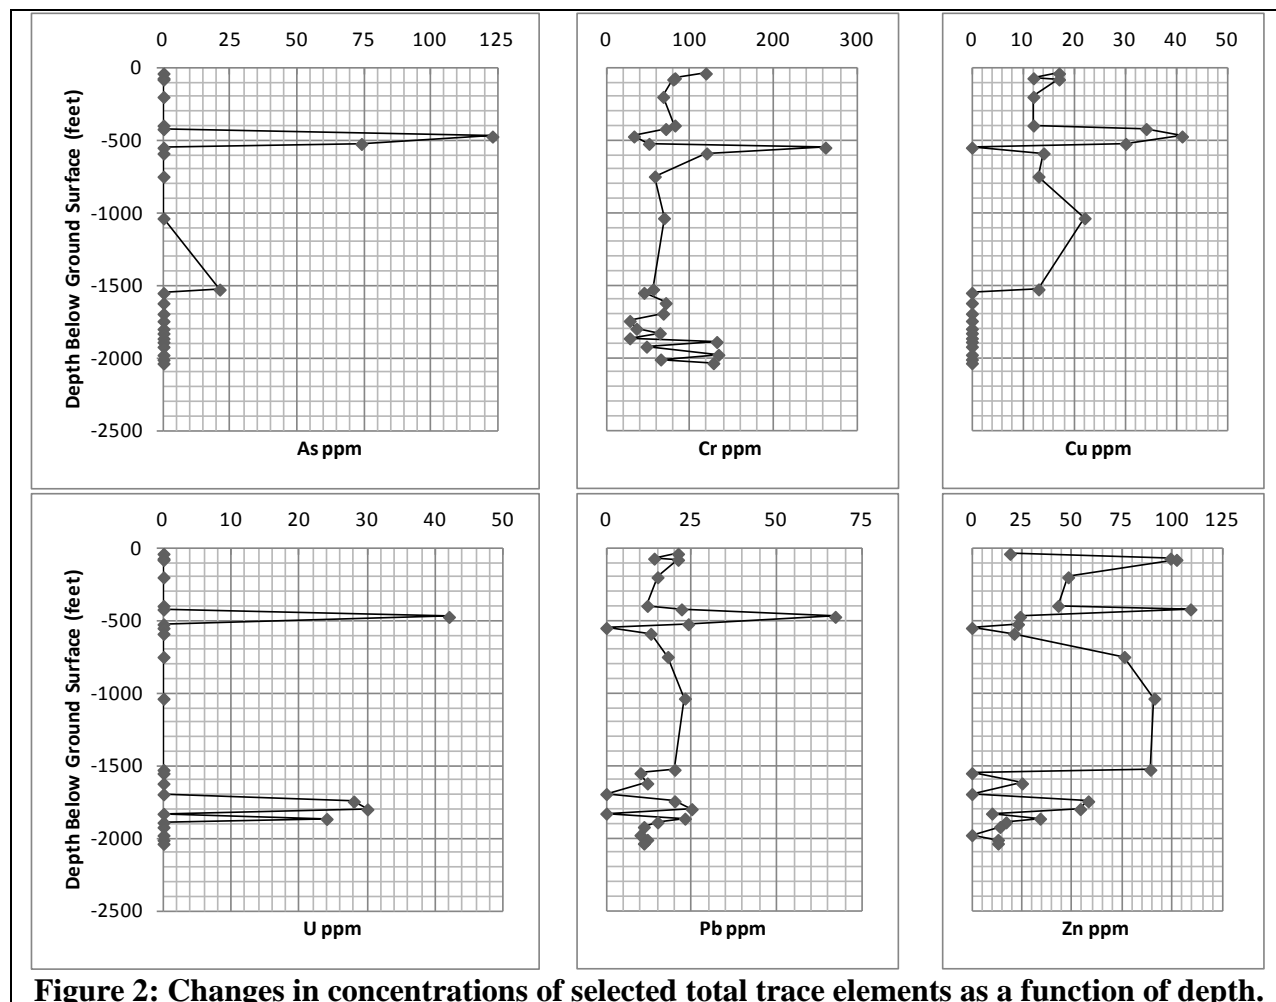 0 25 50 75 100 125
0
-500
-1000
-1500
-2000
-2500
Depth Below Ground Surface (feet)
As ppm
0 100 200 300
Cr ppm
0 10 20 30 40 50
Cu ppm
0 10 20 30 40 50
0
-500
-1000
-1500
-2000
-2500
Depth Below Ground Surface (feet)
U ppm
0 25 50 75
Pb ppm
0 25 50 75 100 125
Zn ppm
Figure 2: Changes in concentrations of selected total trace elements as a function of depth.